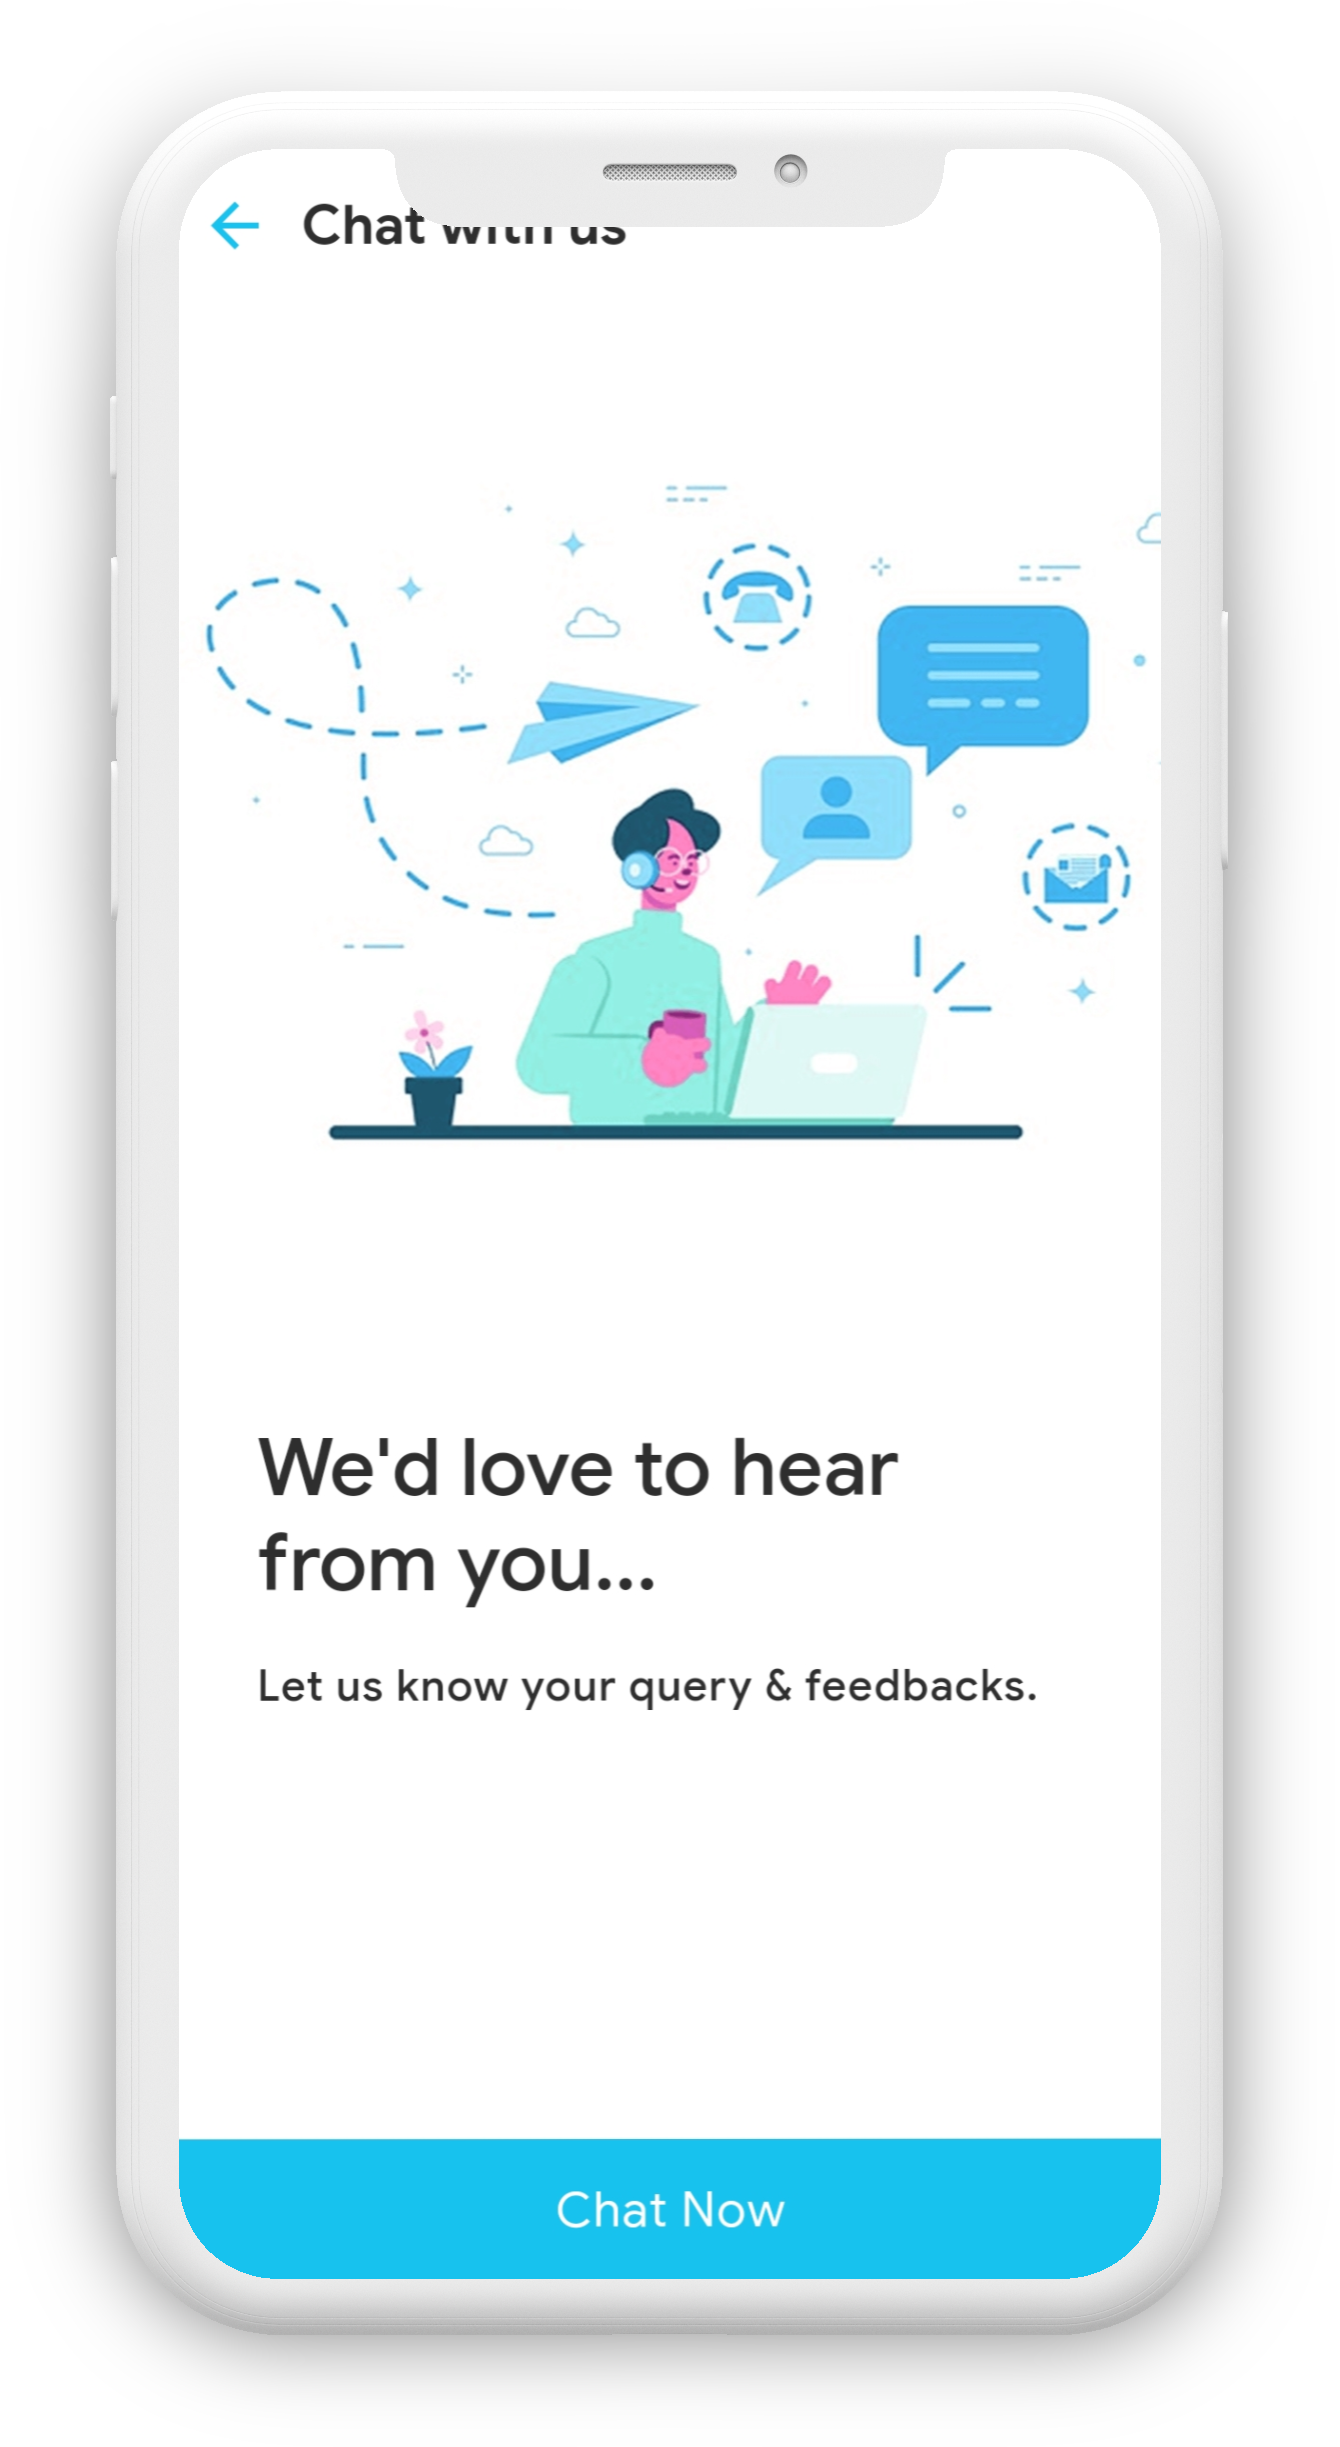 Chat with us
We'd love to hear
from you...
Let us know your query & feedbacks.
Chat Now